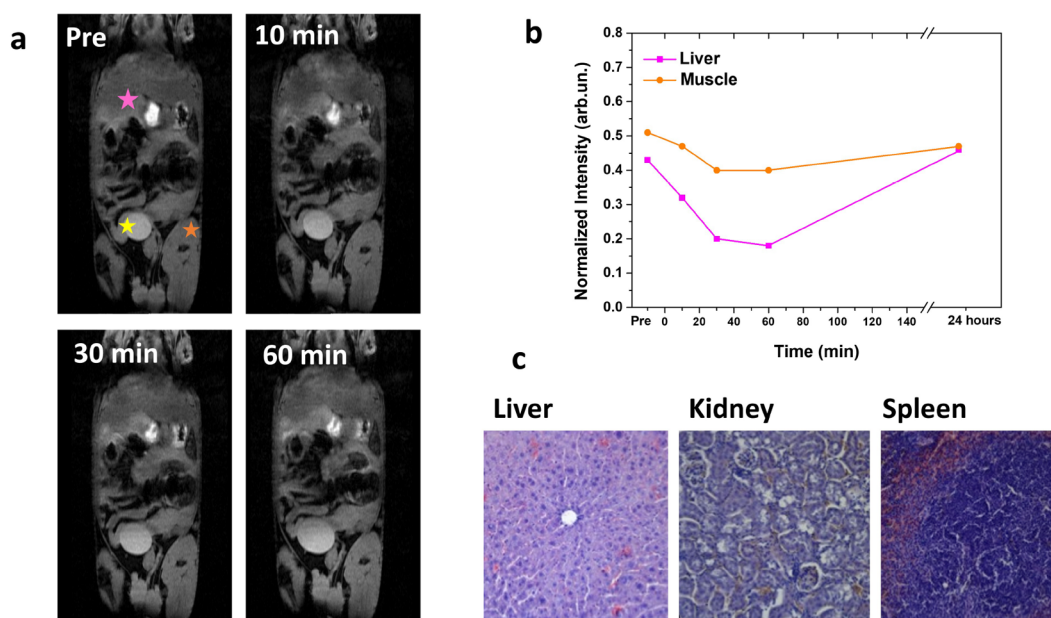 a
Pre
10 min
30 min
60 min
b
0.8
0.7
0.6
0.5
0.4
0.3
0.2
0.1
0.0
Normalized Intensity (arb.un.)
Liver
Muscle
Pre 0 20 40 60 80 100 120 140 24 hours
Time (min)
c
Liver Kidney Spleen